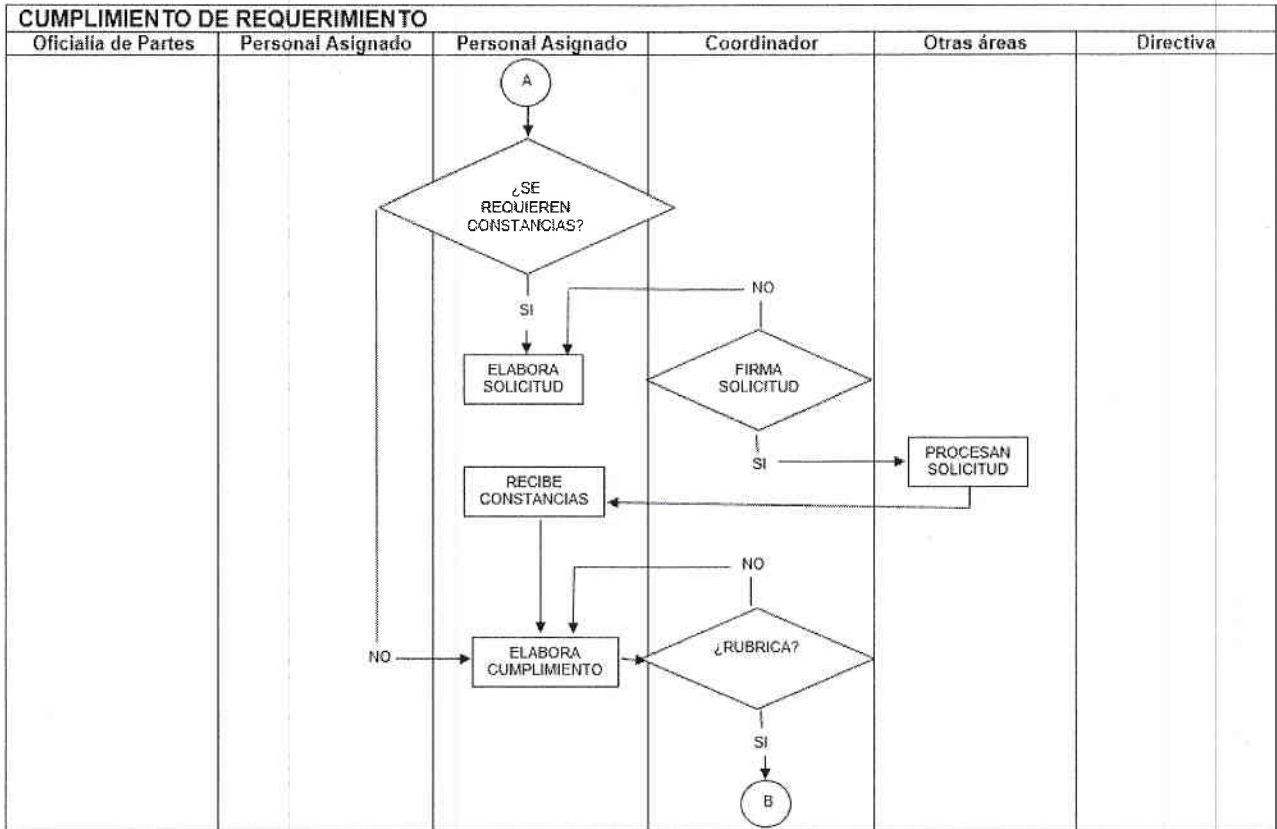 CUMPLIMIENTO DE REQUERIMIENTO
Oficialía de Partes
Personal Asignado
Personal Asignado
Coordinador
Otras áreas
Directiva
A
¿SE
REQUIEREN
CONSTANCIAS?
SI
NO
ELABORA
SOLICITUD
FIRMA
SOLICITUD
SI
PROCESAN
SOLICITUD
RECIBE
CONSTANCIAS
NO
NO
ELABORA
CUMPLIMIENTO
¿RUBRICA?
SI
B